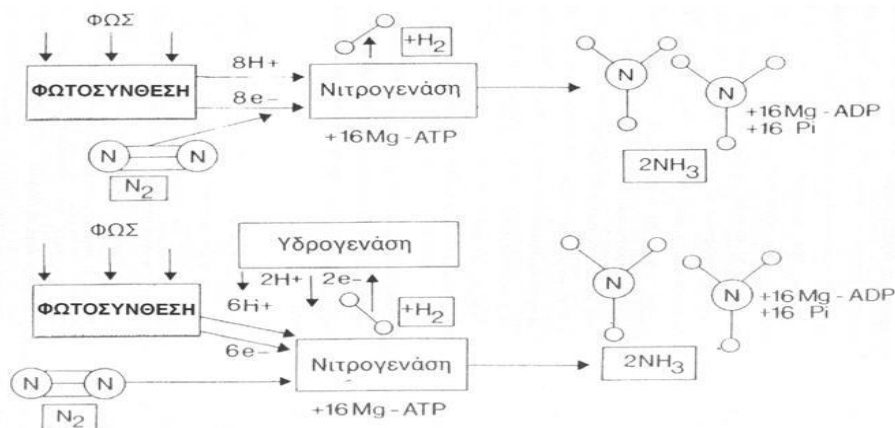 ΦΩΣ
ΦΩΤΟΣΥΝΘΕΣΗ
8H+
8e-
N N
N2
+H2
Νιτρογενάση
+16Mg-ATP
N
N
+16Mg-ADP
+16 Pi
2NH3
ΦΩΣ
ΦΩΤΟΣΥΝΘΕΣΗ
6H+
6e-
N N
N2
Υδρογενάση
2H+ 2e-
+H2
Νιτρογενάση
+16Mg-ATP
N
N
+16Mg-ADP
+16 Pi
2NH3